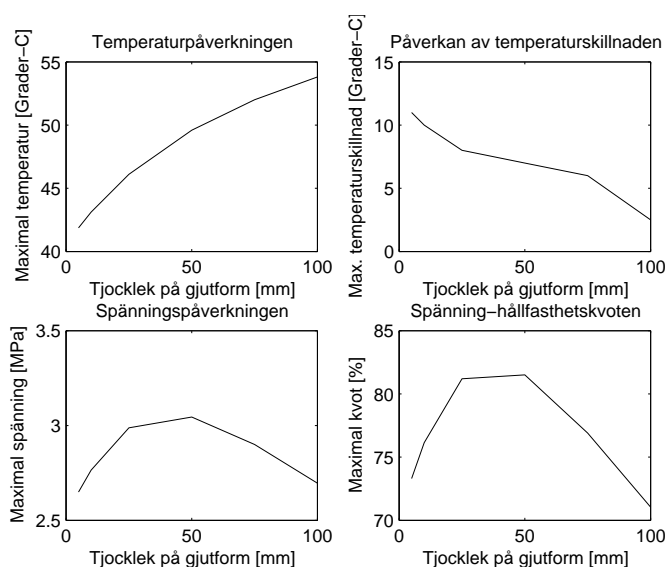 Temperaturpåverkningen
Maximal temperatur [Grader−C]
55
50
45
40
0
50
100
Tjocklek på gjutform [mm]
Påverkan av temperaturskillnaden
Max. temperaturskillnad [Grader−C]
15
10
5
0
0
50
100
Tjocklek på gjutform [mm]
Spänningspåverkningen
Maximal spänning [MPa]
3.5
3
2.5
0
50
100
Tjocklek på gjutform [mm]
Spänning−hållfasthetskvoten
Maximal kvot [%]
85
80
75
70
0
50
100
Tjocklek på gjutform [mm]